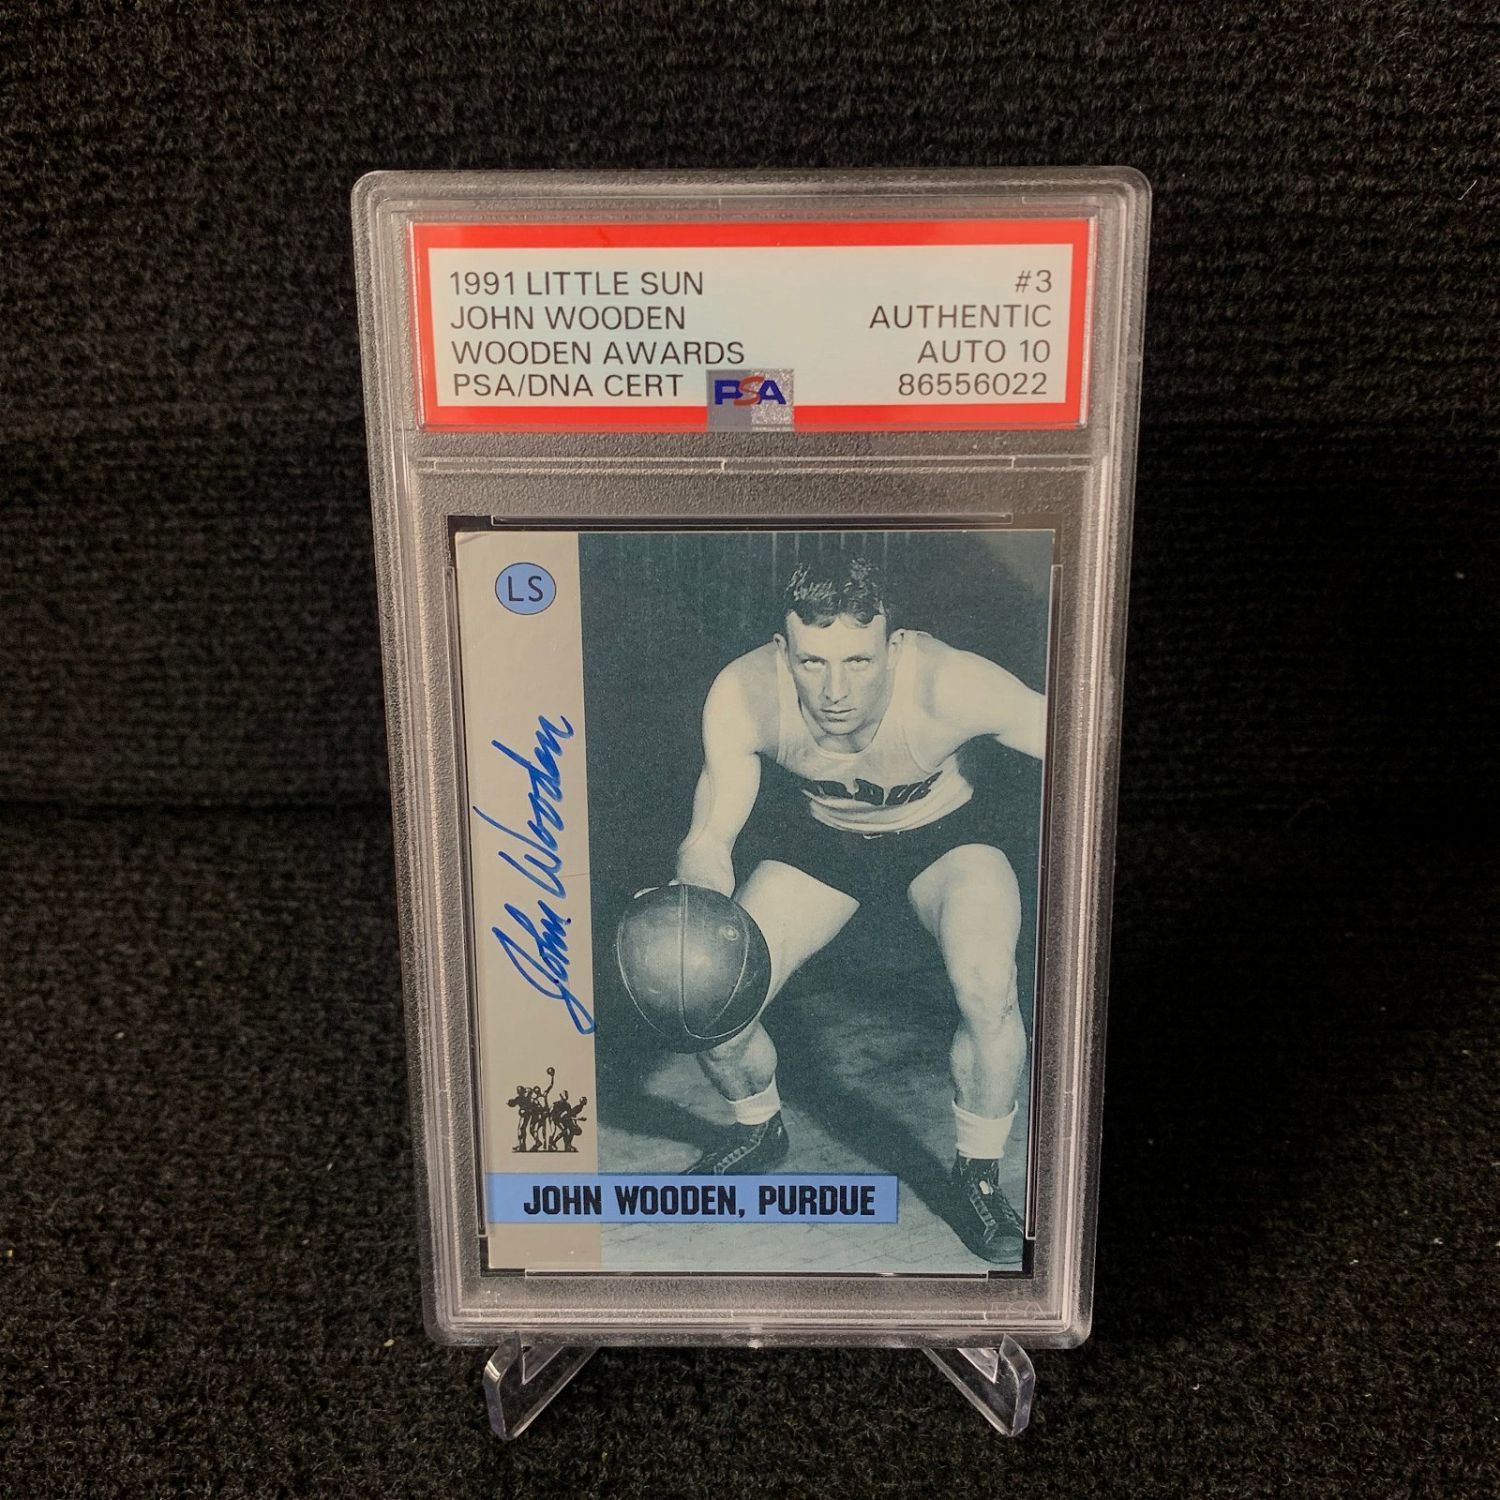 1991 LITTLE SUN #3
JOHN WOODEN AUTHENTIC
WOODEN AWARDS AUTO 10
PSA/DNA CERT 86556022
PSA
LS
John Wooden
JOHN WOODEN, PURDUE